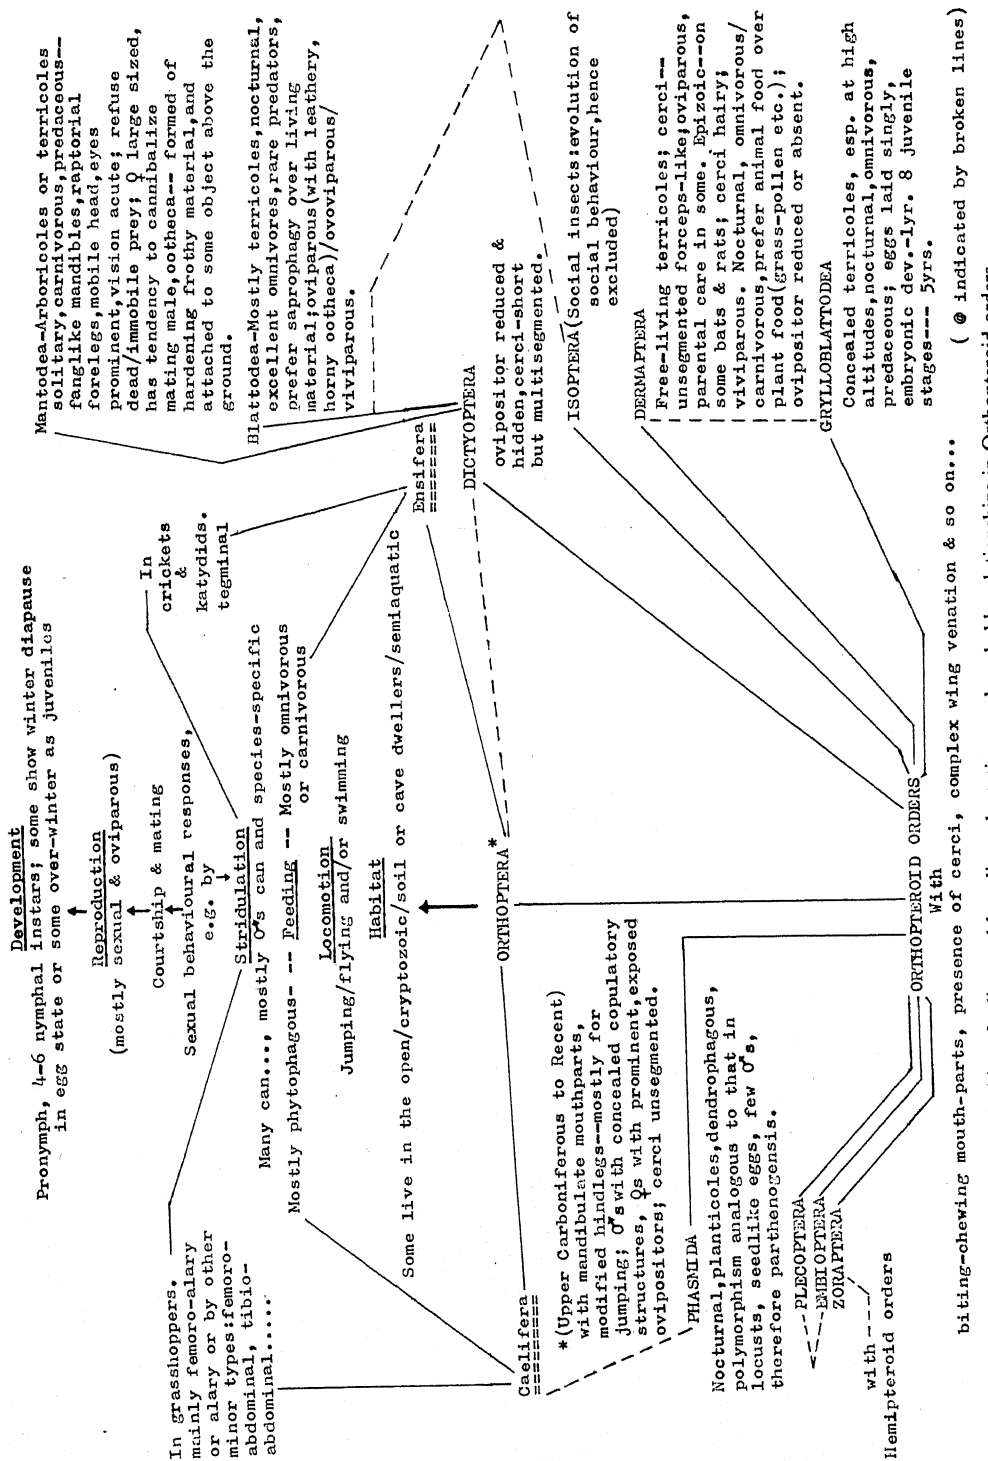 Development
Pronymph, 4-6 nymphal instars; some show winter diapause
in egg state or some over-winter as juveniles
Reproduction
(mostly sexual & oviparous)
Courtship & mating
Sexual behavioural responses,
e.g. by
Stridulation
Many can..., mostly ♂s can and species-specific
In grasshoppers.
mainly femoro-alary
or alary or by other
minor types:femoro-
abdominal, tibio-
abdominal.....
In
crickets
&
katydids.
tegminal
Mostly phytophagous- -- Feeding -- Mostly omnivorous
or carnivorous
Locomotion
Jumping/flying and/or swimming
Habitat
Some live in the open/cryptozoic/soil or cave dwellers/semiaquatic
Caelifera
Ensifera
ORTHOPTERA*
*(Upper Carboniferous to Recent)
with mandibulate mouthparts,
modified hindlegs--mostly for
jumping; ♂s with concealed copulatory
structures, ♀s with prominent,exposed
ovipositors; cerci unsegmented.
Mantodea-Arboricoles or terricoles
solitary,carnivorous,predaceous--
fanglike mandibles,raptorial
forelegs,mobile head,eyes
prominent,vision acute; refuse
dead/immobile prey; ♀ large sized,
has tendency to cannibalize
mating male,ootheca--- formed of
hardening frothy material,and
attached to some object above the
ground.
Blattodea-Mostly terricoles,nocturnal,
excellent omnivores,rare predators,
prefer saprophagy over living
material;oviparous(with leathery,
horny ootheca)/ovoviparous/
viviparous.
DICTYOPTERA
ovipositor reduced &
hidden,cerci-short
but multisegmented.
ISOPTERA(Social insects:evolution of
social behaviour,hence
excluded)
DERMAPTERA
Free-living terricoles; cerci--
unsegmented forceps-like;oviparous,
parental care in some. Epizoic--on
some bats & rats; cerci hairy;
viviparous. Nocturnal, omnivorous/
carnivorous,prefer animal food over
plant food(grass-pollen etc.);
ovipositor reduced or absent.
GRYLLOBLATTODEA
Concealed terricoles, esp. at high
altitudes,nocturnal,omnivorous,
predaceous; eggs laid singly,
embryonic dev.-1yr. 8 juvenile
stages--- 5yrs.
PHASMIDA
Nocturnal,planticoles,dendrophagous,
polymorphism analogous to that in
locusts, seedlike eggs, few ♂s,
therefore parthenogensis.
PLECOPTERA
EMBIOPTERA
ZORAPTERA
with
Hemipteroid orders
ORTHOPTEROID ORDERS
With
biting-chewing mouth-parts, presence of cerci, complex wing venation & so on...
( @ indicated by broken lines)